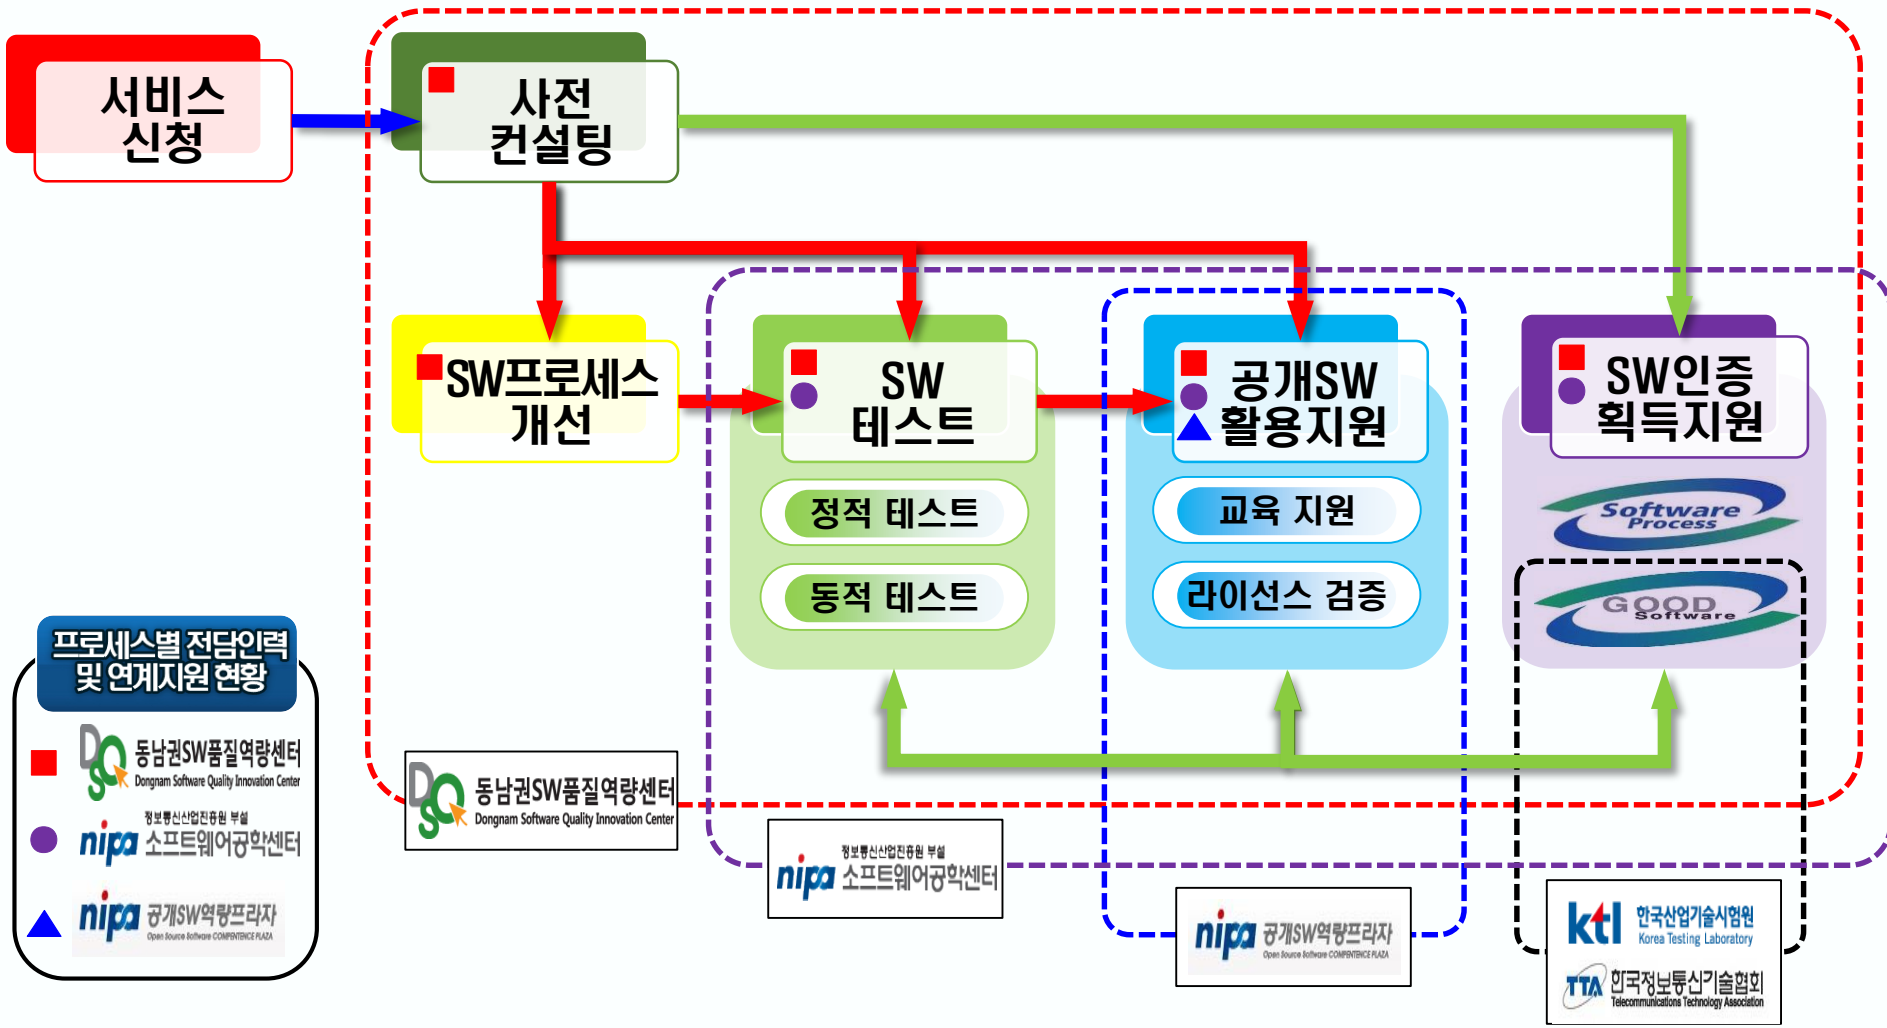 서비스
신청
사전
컨설팅
SW프로세스
개선
SW
테스트
정적 테스트
동적 테스트
공개SW
활용지원
교육 지원
라이선스 검증
SW인증
획득지원
Software
Process
GOOD
Software
프로세스별 전담인력
및 연계지원 현황
DSQ
동남권SW품질역량센터
Dongnam Software Quality Innovation Center
정보통신산업진흥원 부설
nipa 소프트웨어공학센터
nipa 공개SW역량프라자
Open Source Software COMPENTENCE PLAZA
DSQ
동남권SW품질역량센터
Dongnam Software Quality Innovation Center
정보통신산업진흥원 부설
nipa 소프트웨어공학센터
nipa 공개SW역량프라자
Open Source Software COMPENTENCE PLAZA
ktl 한국산업기술시험원
Korea Testing Laboratory
TTA 한국정보통신기술협회
Telecommunications Technology Association